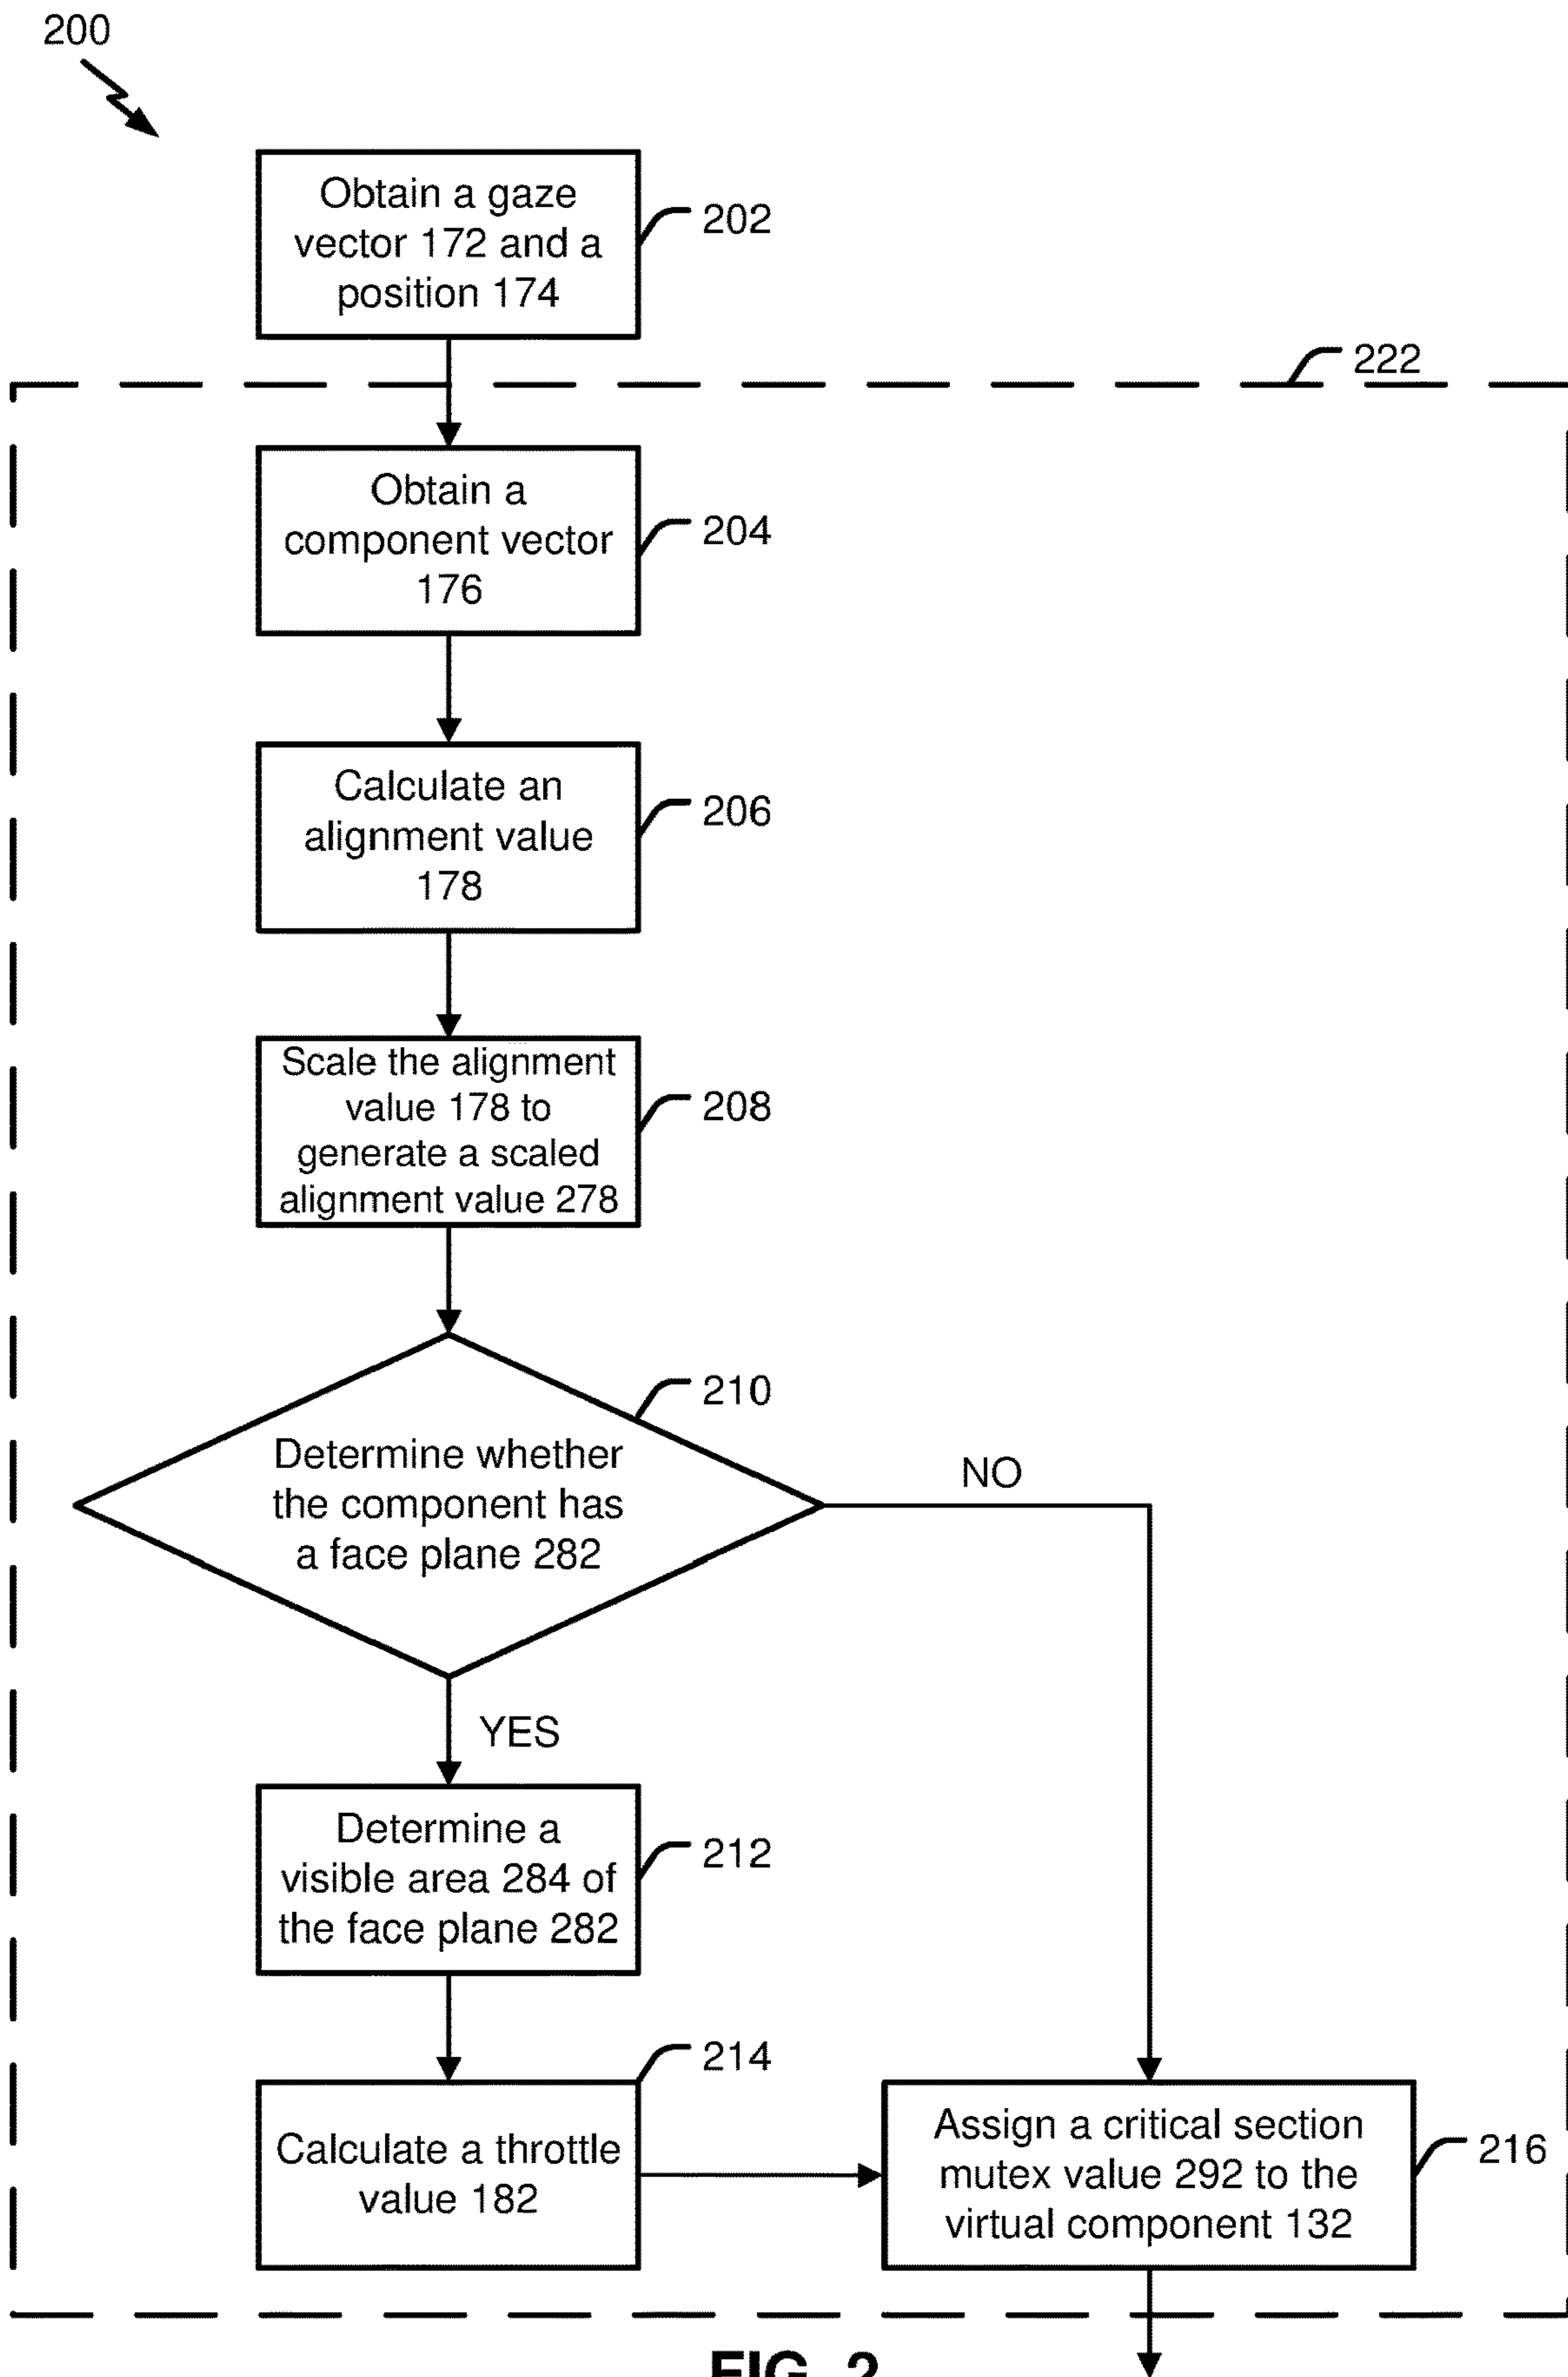 200
Obtain a gaze
vector 172 and a
position 174
202
222
Obtain a
component vector
176
204
Calculate an
alignment value
178
206
Scale the alignment
value 178 to
generate a scaled
alignment value 278
208
210
Determine whether
the component has
a face plane 282
NO
YES
Determine a
visible area 284 of
the face plane 282
212
214
Calculate a throttle
value 182
Assign a critical section
mutex value 292 to the
virtual component 132
216
FIG. 2